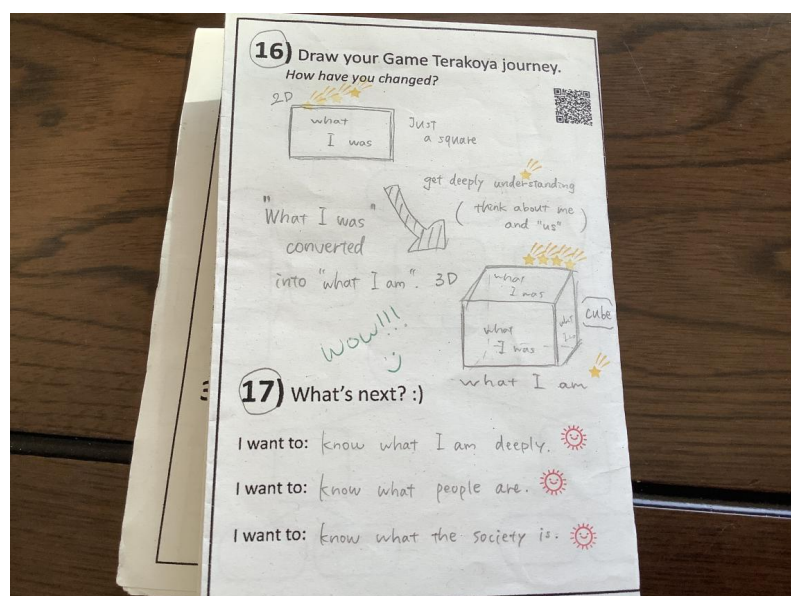 16) Draw your Game Terakoya journey.
How have you changed?
2D
what
I was
Just
a square
get deeply understanding
( think about me
and "us" )
"What I was"
converted
into "what I am". 3D
what
I was
what
I was
cube
WOW!!!
what I am
17) What's next? :)
I want to: know what I am deeply.
I want to: know what people are.
I want to: know what the society is.